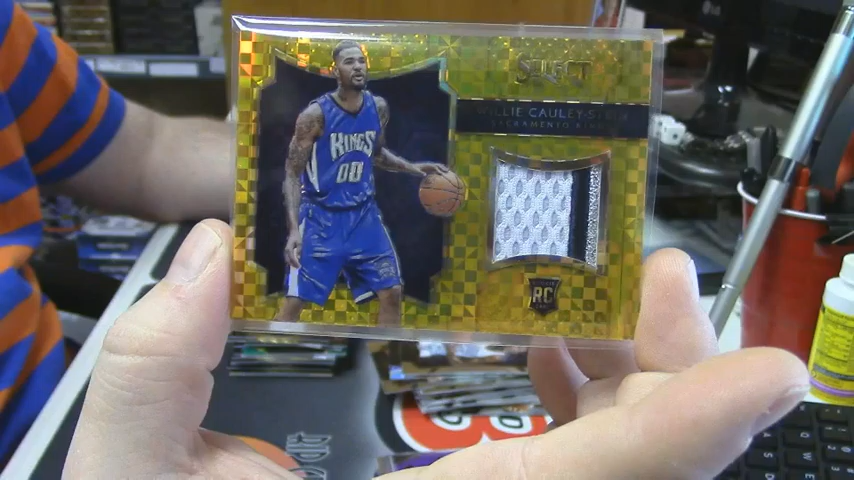 SELECT
WILLIE CAULEY-STEIN
SACRAMENTO KINGS
KINGS
00
RC